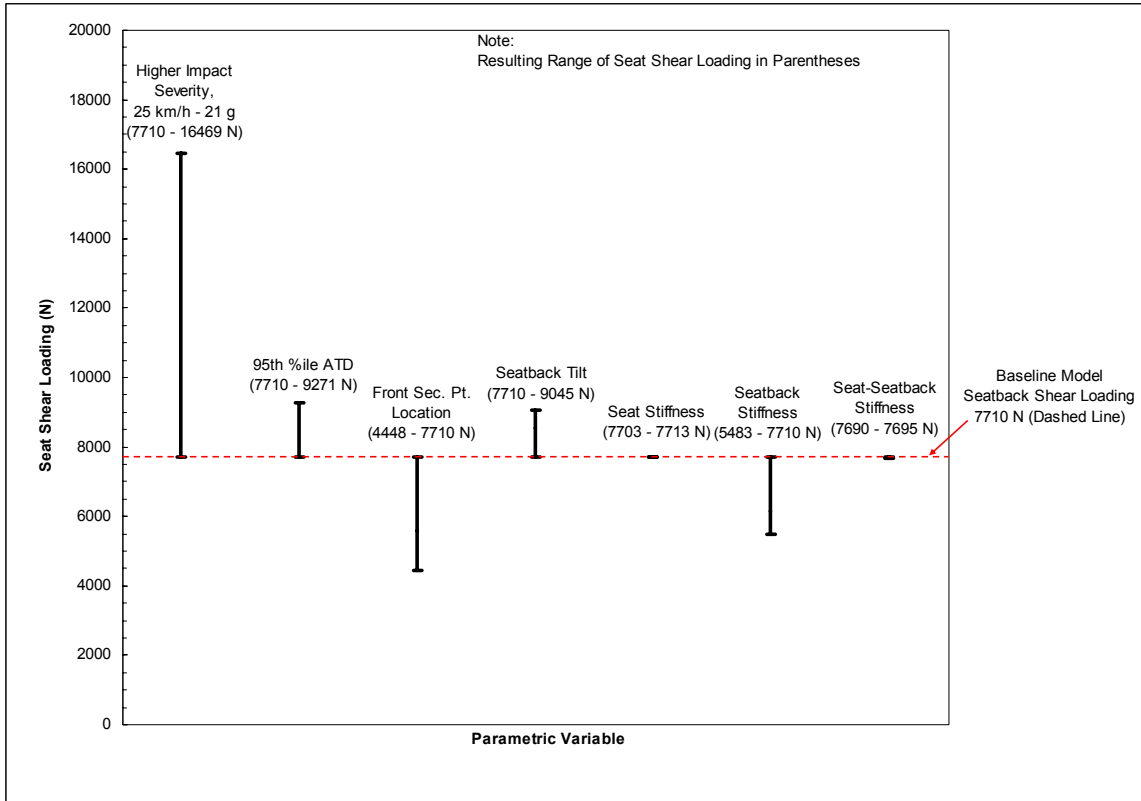 Note:
Resulting Range of Seat Shear Loading in Parentheses
Higher Impact
Severity,
25 km/h - 21 g
(7710 - 16469 N)
95th %ile ATD
(7710 - 9271 N)
Front Sec. Pt.
Location
(4448 - 7710 N)
Seatback Tilt
(7710 - 9045 N)
Seat Stiffness
(7703 - 7713 N)
Seatback
Stiffness
(5483 - 7710 N)
Seat-Seatback
Stiffness
(7690 - 7695 N)
Baseline Model
Seatback Shear Loading
7710 N (Dashed Line)
20000
18000
16000
14000
12000
10000
8000
6000
4000
2000
0
Seat Shear Loading (N)
Parametric Variable